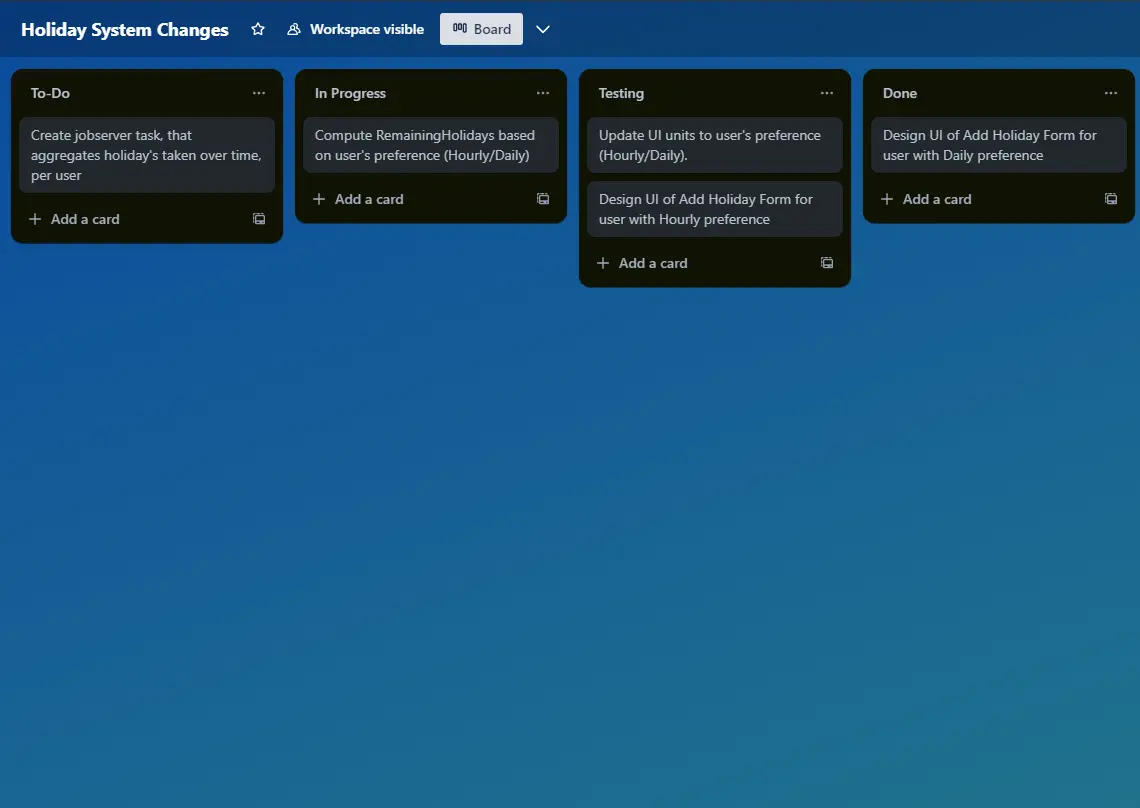 Holiday System Changes
Workspace visible
Board
To-Do
Create jobserver task, that
aggregates holiday's taken over time,
per user
Add a card
In Progress
Compute RemainingHolidays based
on user's preference (Hourly/Daily)
Add a card
Testing
Update UI units to user's preference
(Hourly/Daily).
Design UI of Add Holiday Form for
user with Hourly preference
Add a card
Done
Design UI of Add Holiday Form for
user with Daily preference
Add a card